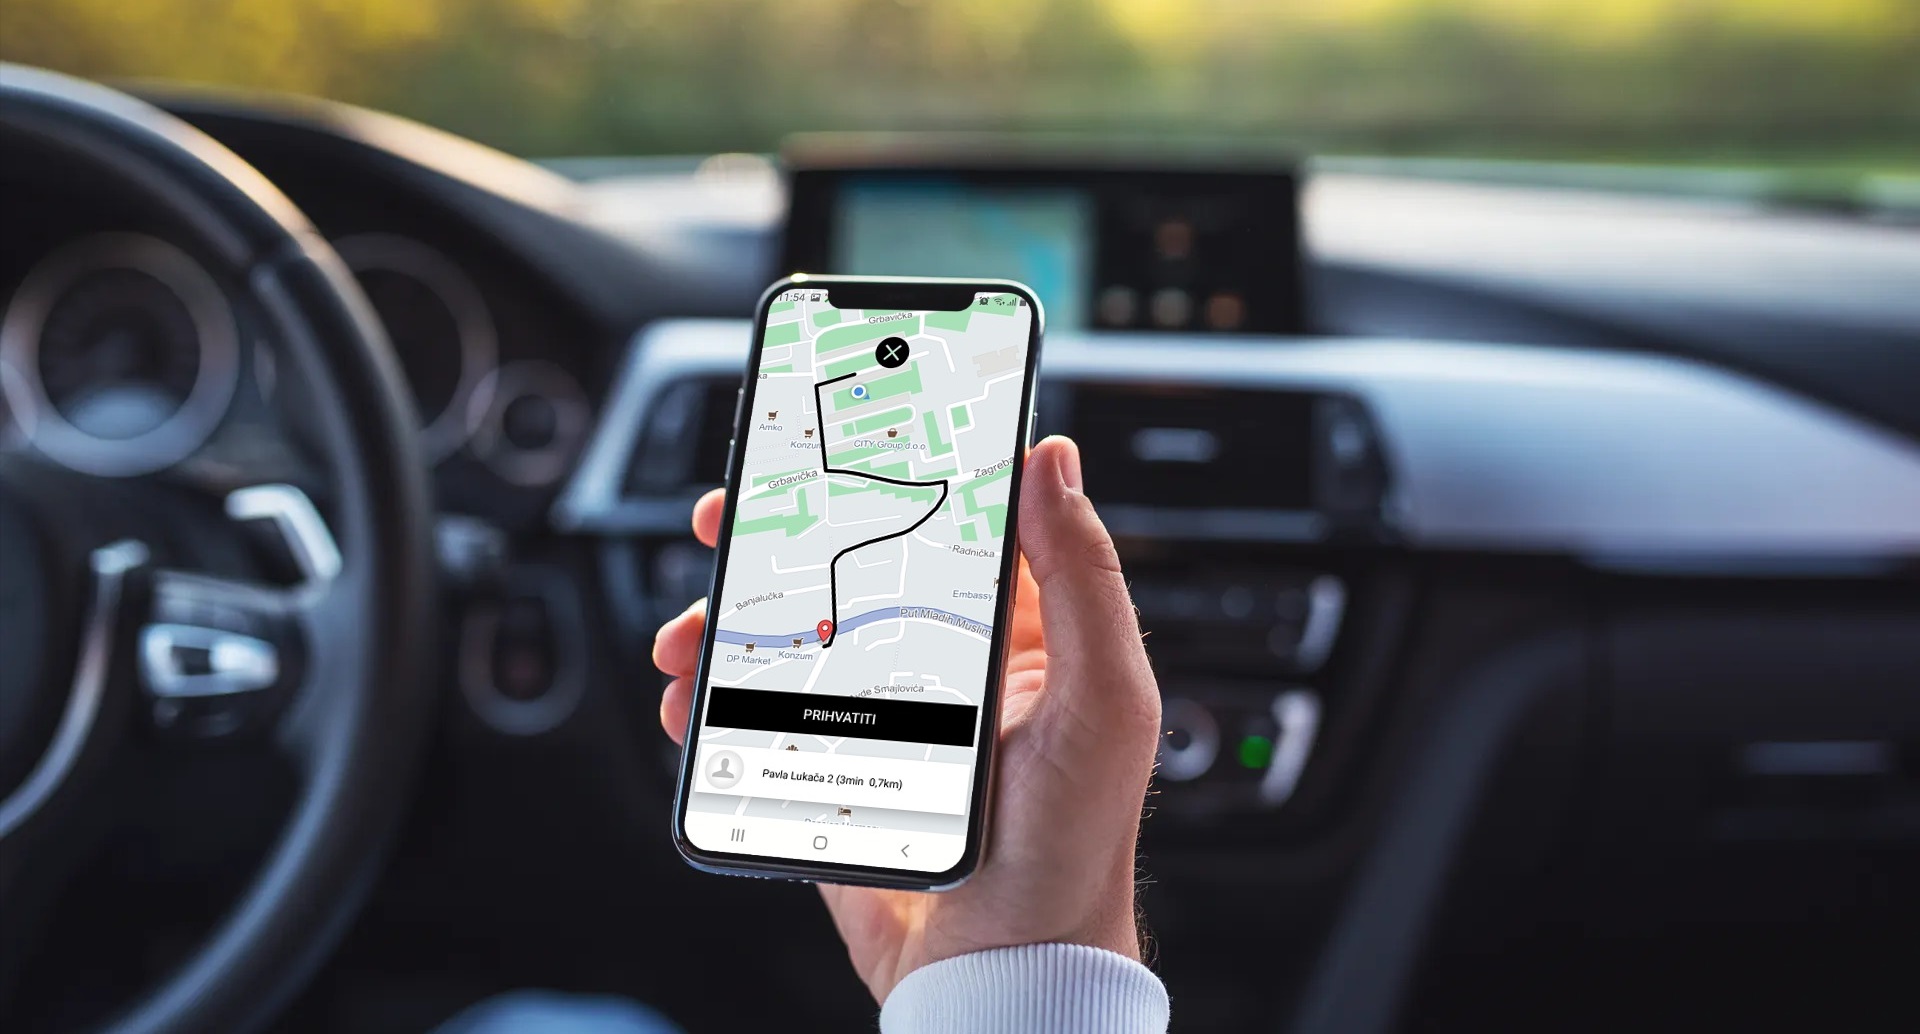 11:54
Grbavička
Amko
Konzum
CITY Group d.o.o
Grbavička
Zagreba
Radnička
Banjalučka
Embassy
Put Mladih Muslim
DP Market
Konzum
vde Smajlovića
PRIHVATITI
Pavla Lukača 2 (3min 0,7km)